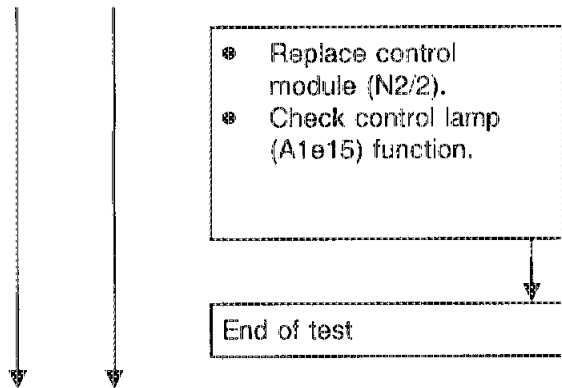 ● Replace control
module (N2/2).
● Check control lamp
(A1e15) function.
End of test